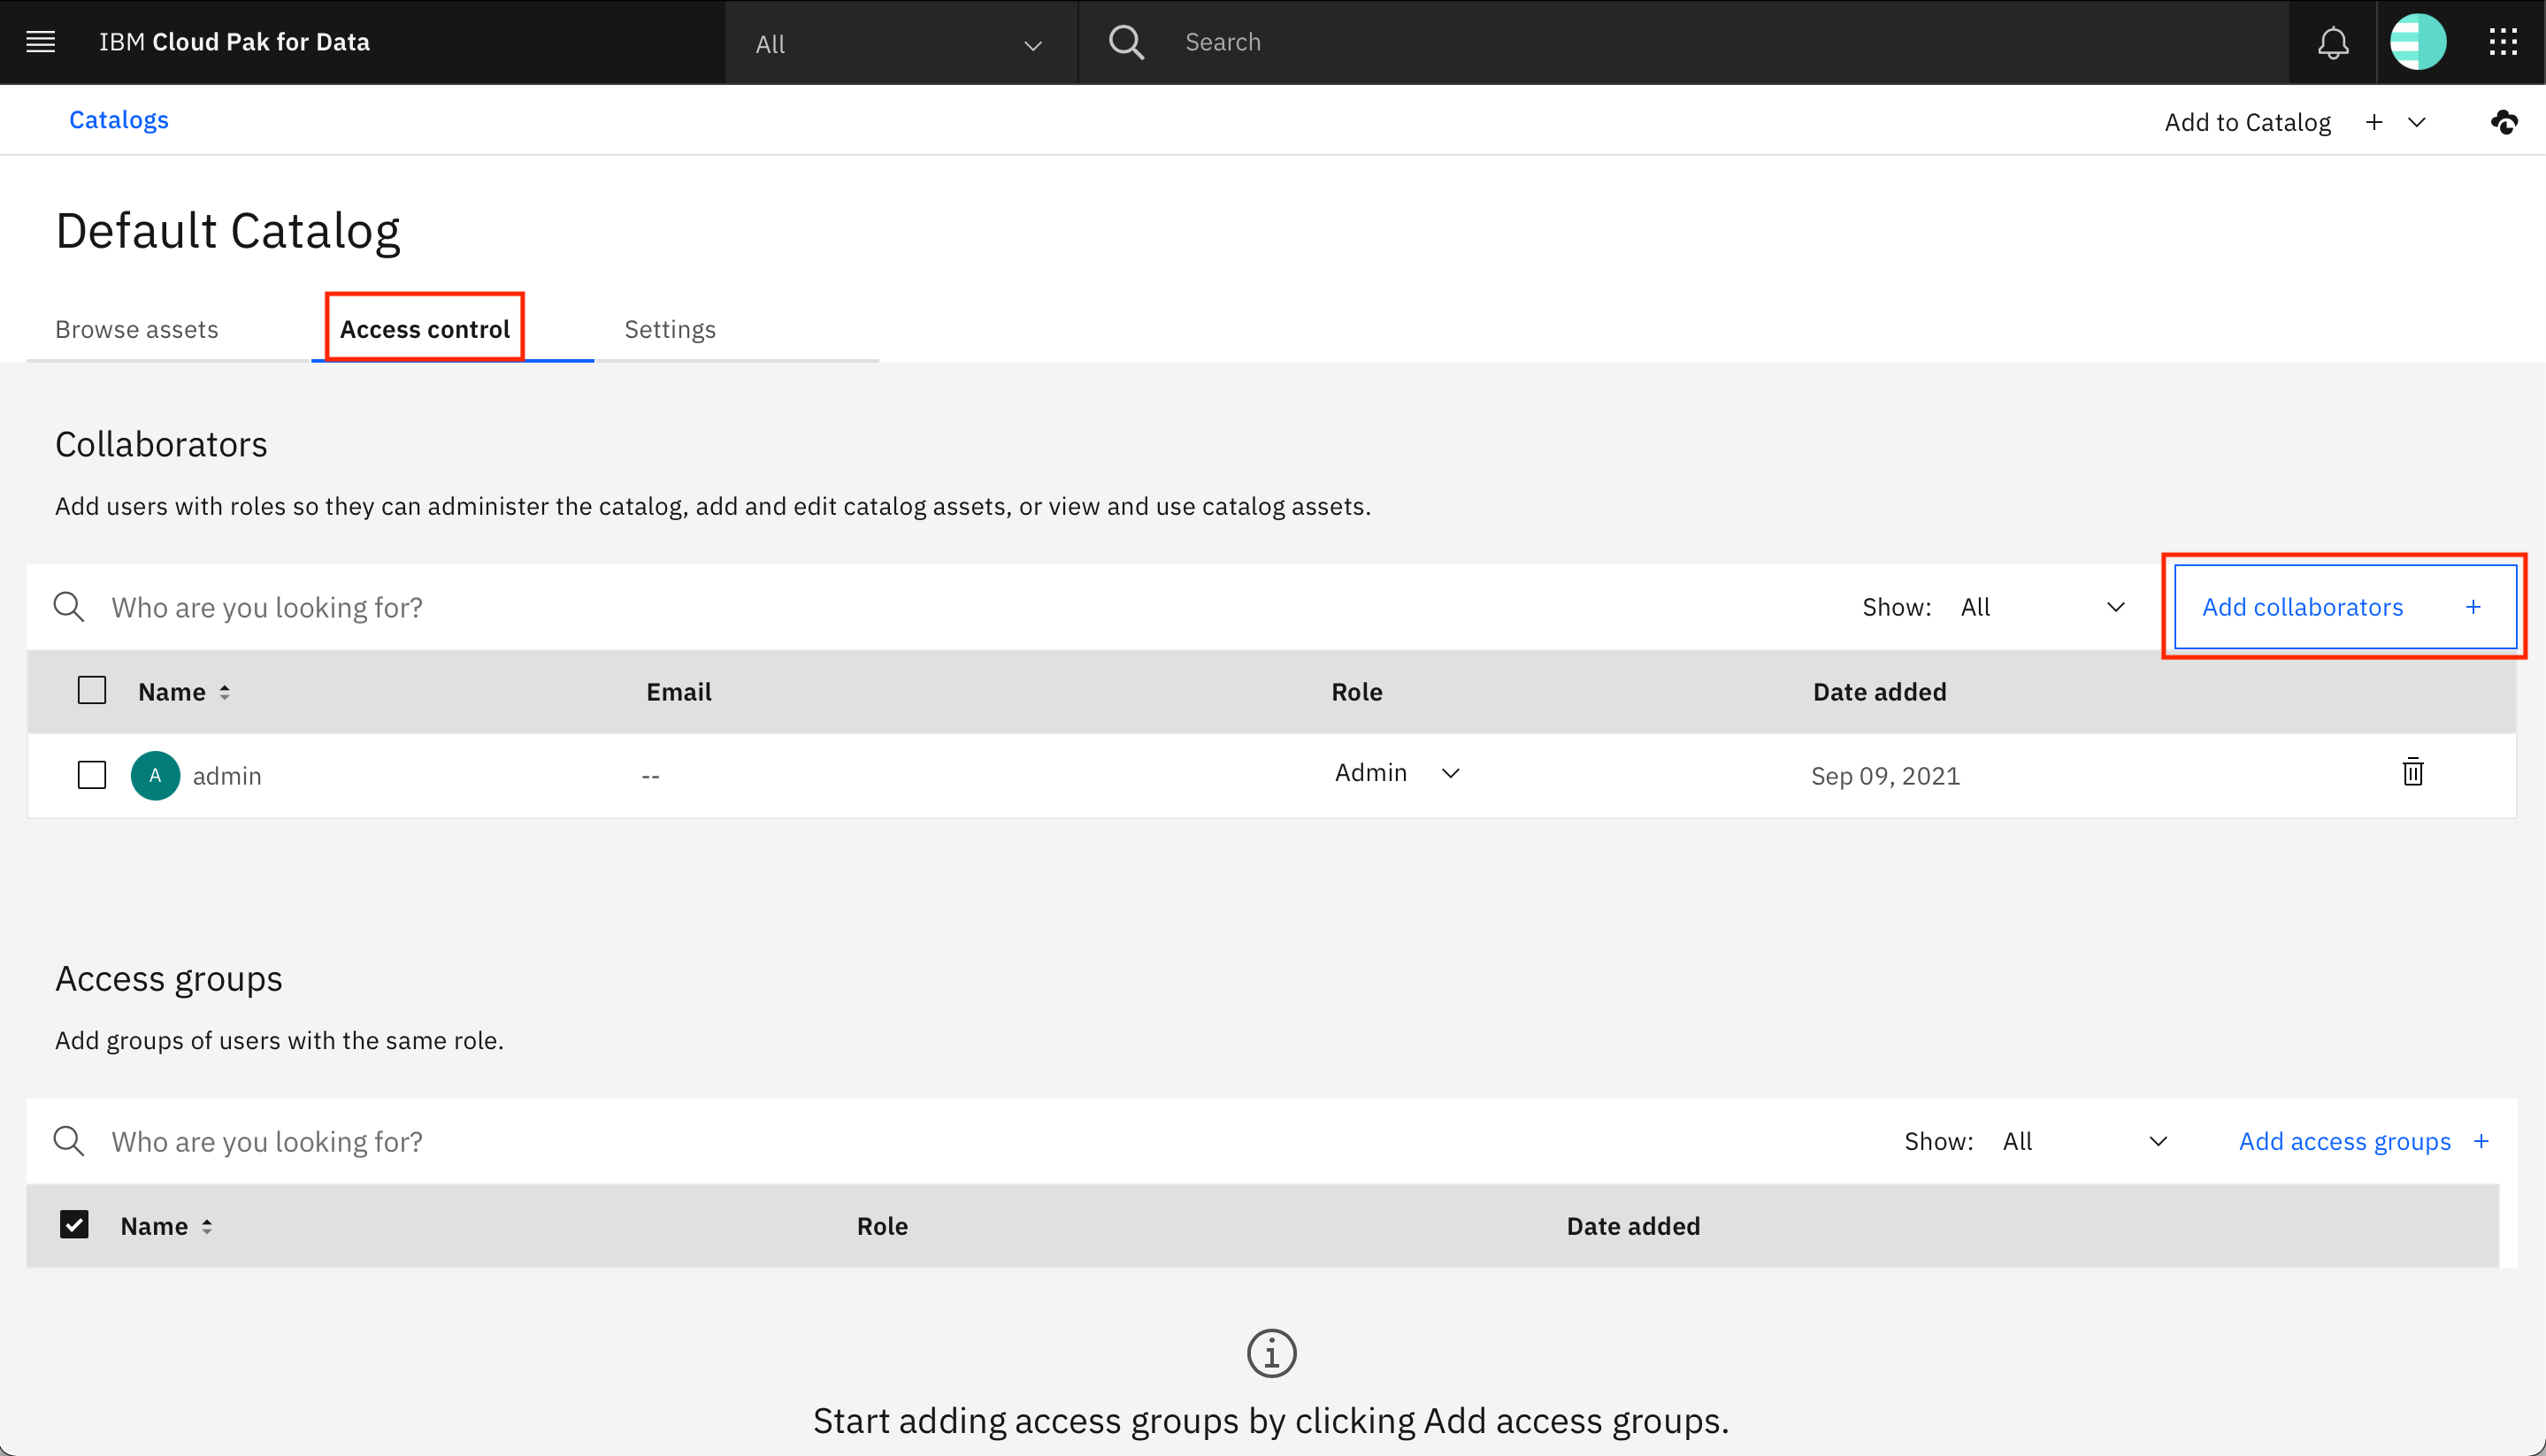 IBM Cloud Pak for Data
All
Search
Catalogs
Add to Catalog
Default Catalog
Browse assets
Access control
Settings
Collaborators
Add users with roles so they can administer the catalog, add and edit catalog assets, or view and use catalog assets.
Who are you looking for?
Show: All
Add collaborators +
Name Email Role Date added
A admin -- Admin Sep 09, 2021
Access groups
Add groups of users with the same role.
Who are you looking for?
Show: All
Add access groups +
Name Role Date added
Start adding access groups by clicking Add access groups.